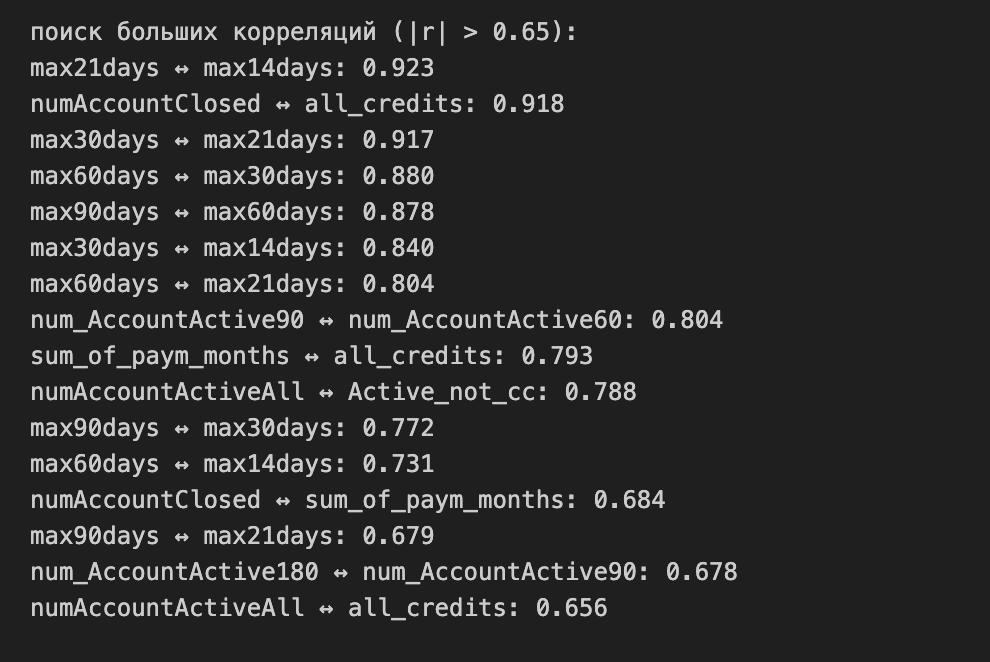 поиск больших корреляций (|r| > 0.65):
max21days ↔ max14days: 0.923
numAccountClosed ↔ all_credits: 0.918
max30days ↔ max21days: 0.917
max60days ↔ max30days: 0.880
max90days ↔ max60days: 0.878
max30days ↔ max14days: 0.840
max60days ↔ max21days: 0.804
num_AccountActive90 ↔ num_AccountActive60: 0.804
sum_of_paym_months ↔ all_credits: 0.793
numAccountActiveAll ↔ Active_not_cc: 0.788
max90days ↔ max30days: 0.772
max60days ↔ max14days: 0.731
numAccountClosed ↔ sum_of_paym_months: 0.684
max90days ↔ max21days: 0.679
num_AccountActive180 ↔ num_AccountActive90: 0.678
numAccountActiveAll ↔ all_credits: 0.656